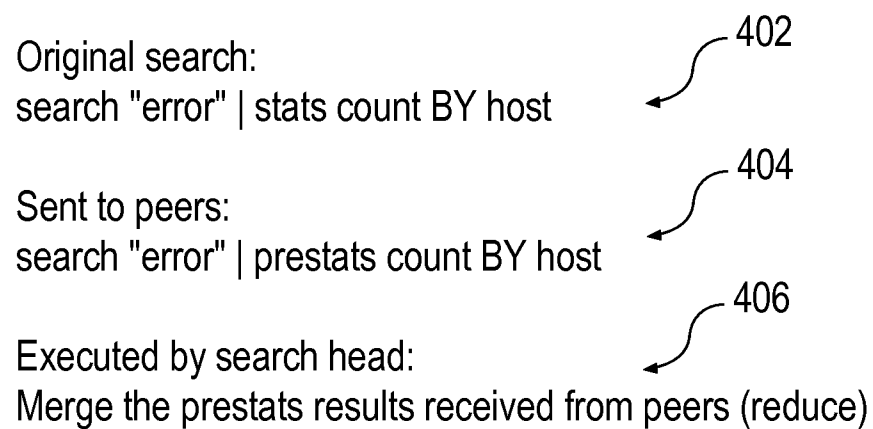 402
Original search:
search "error" | stats count BY host
404
Sent to peers:
search "error" | prestats count BY host
406
Executed by search head:
Merge the prestats results received from peers (reduce)